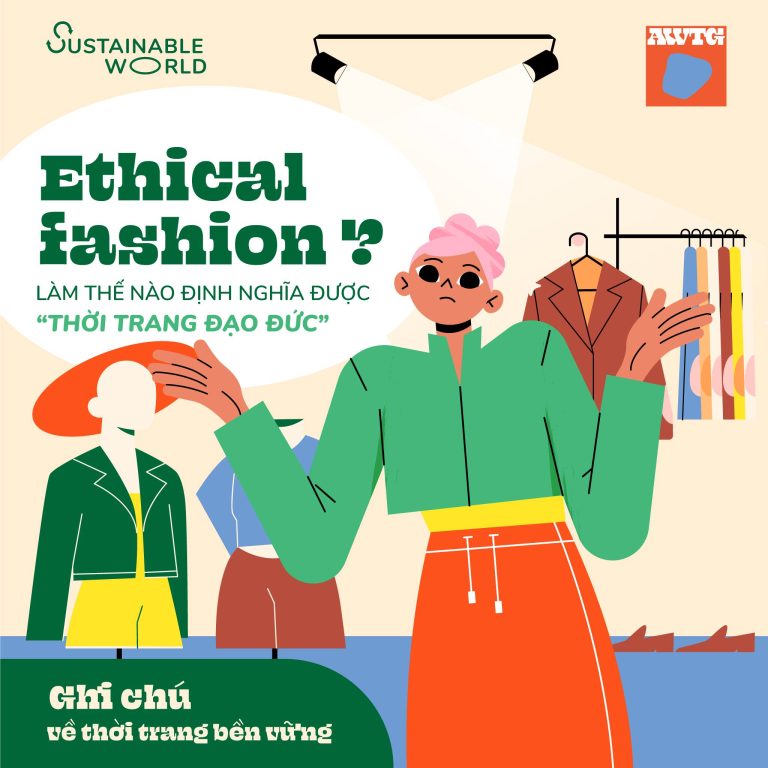 SUSTAINABLE
WORLD
AWTG
Ethical
fashion ?
LÀM THẾ NÀO ĐỊNH NGHĨA ĐƯỢC
“THỜI TRANG ĐẠO ĐỨC”
Ghi chú
về thời trang bền vững